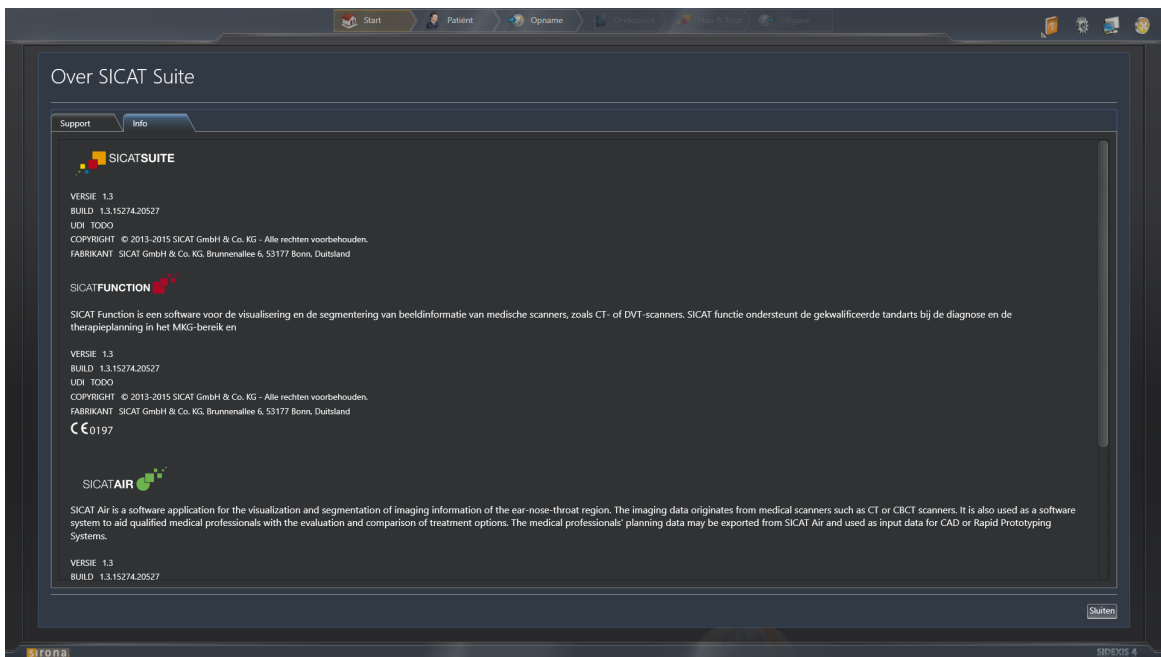 Start
Patiënt
Opname
Onderzoek
Plan & Treat
Uitgave
Over SICAT Suite
Support
Info
SICATSUITE
VERSIE 1.3
BUILD 1.3.15274.20527
UDI TODO
COPYRIGHT © 2013-2015 SICAT GmbH & Co. KG - Alle rechten voorbehouden.
FABRIKANT SICAT GmbH & Co. KG, Brunnenallee 6, 53177 Bonn, Duitsland
SICATFUNCTION
SICAT Function is een software voor de visualisering en de segmentering van beeldinformatie van medische scanners, zoals CT- of DVT-scanners. SICAT functie ondersteunt de gekwalificeerde tandarts bij de diagnose en de
therapieplanning in het MKG-bereik en
VERSIE 1.3
BUILD 1.3.15274.20527
UDI TODO
COPYRIGHT © 2013-2015 SICAT GmbH & Co. KG - Alle rechten voorbehouden.
FABRIKANT SICAT GmbH & Co. KG, Brunnenallee 6, 53177 Bonn, Duitsland
CE0197
SICATAIR
SICAT Air is a software application for the visualization and segmentation of imaging information of the ear-nose-throat region. The imaging data originates from medical scanners such as CT or CBCT scanners. It is also used as a software
system to aid qualified medical professionals with the evaluation and comparison of treatment options. The medical professionals' planning data may be exported from SICAT Air and used as input data for CAD or Rapid Prototyping
Systems.
VERSIE 1.3
BUILD 1.3.15274.20527
Sluiten
sirona
SIDEXIS 4